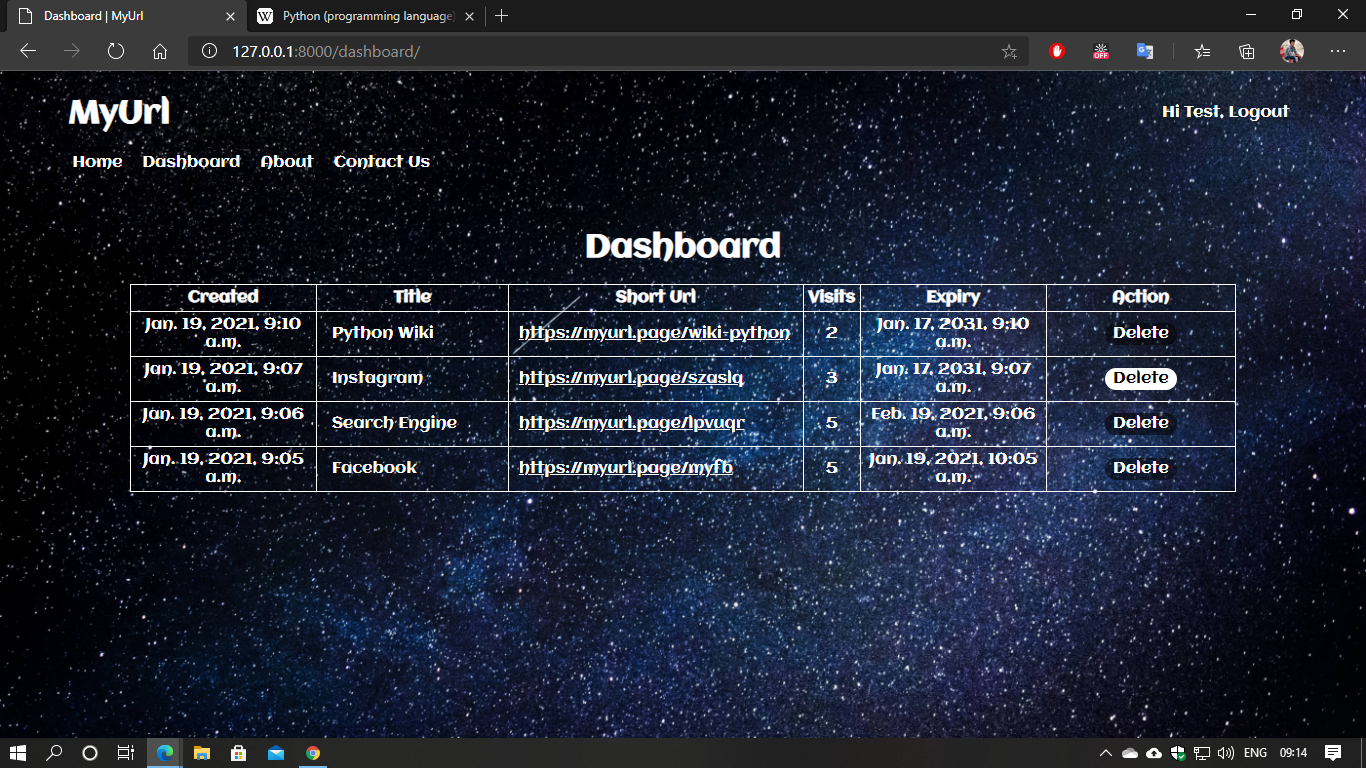 Dashboard | MyUrl
Python (programming language)
127.0.0.1:8000/dashboard/
OFF
MyUrl
Hi Test, Logout
Home Dashboard About Contact Us
Dashboard
Created Title Short Url Visits Expiry Action
Jan. 19, 2021, 9:10 a.m. Python Wiki https://myurl.page/wiki-python 2 Jan. 17, 2031, 9:10 a.m. Delete
Jan. 19, 2021, 9:07 a.m. Instagram https://myurl.page/szaslq 3 Jan. 17, 2031, 9:07 a.m. Delete
Jan. 19, 2021, 9:06 a.m. Search Engine https://myurl.page/lpvuqr 5 Feb. 19, 2021, 9:06 a.m. Delete
Jan. 19, 2021, 9:05 a.m. Facebook https://myurl.page/myfb 5 Jan. 19, 2021, 10:05 a.m. Delete
ENG 09:14